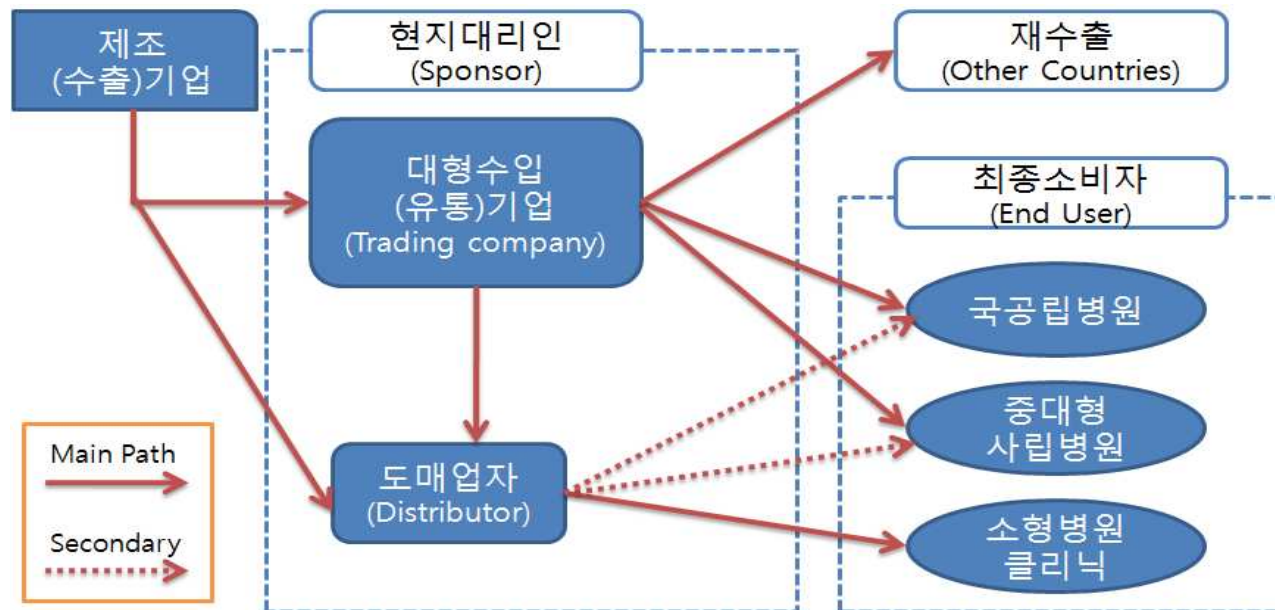 제조
(수출)기업
현지대리인
(Sponsor)
재수출
(Other Countries)
대형수입
(유통)기업
(Trading company)
최종소비자
(End User)
국공립병원
중대형
사립병원
도매업자
(Distributor)
소형병원
클리닉
Main Path
Secondary